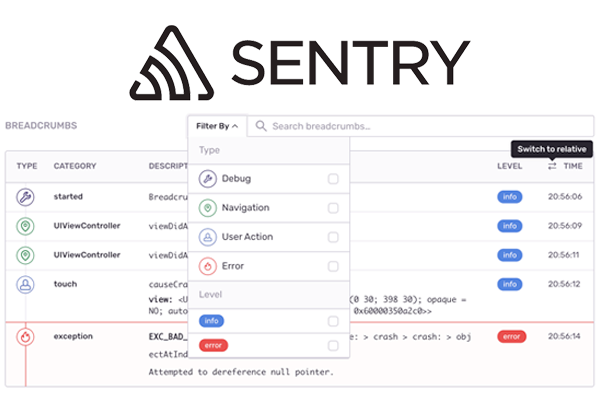 SENTRY
BREADCRUMBS
Filter By
Search breadcrumbs...
Switch to relative
TYPE CATEGORY DESCRIPT LEVEL TIME
Type
started Breadcru info 20:56:06
Debug
Navigation
UIViewController viewDidA info 20:56:09
User Action
UIViewController viewDidA info 20:56:11
Error
touch causeCra info 20:56:12
Level
view: <U (0 30; 398 30); opaque =
NO; auto 0x60000350a2c0>>
info
exception EXC_BAD_ e: > crash > crash: > obj error 20:56:14
error
ectAtInd
Attempted to dereference null pointer.